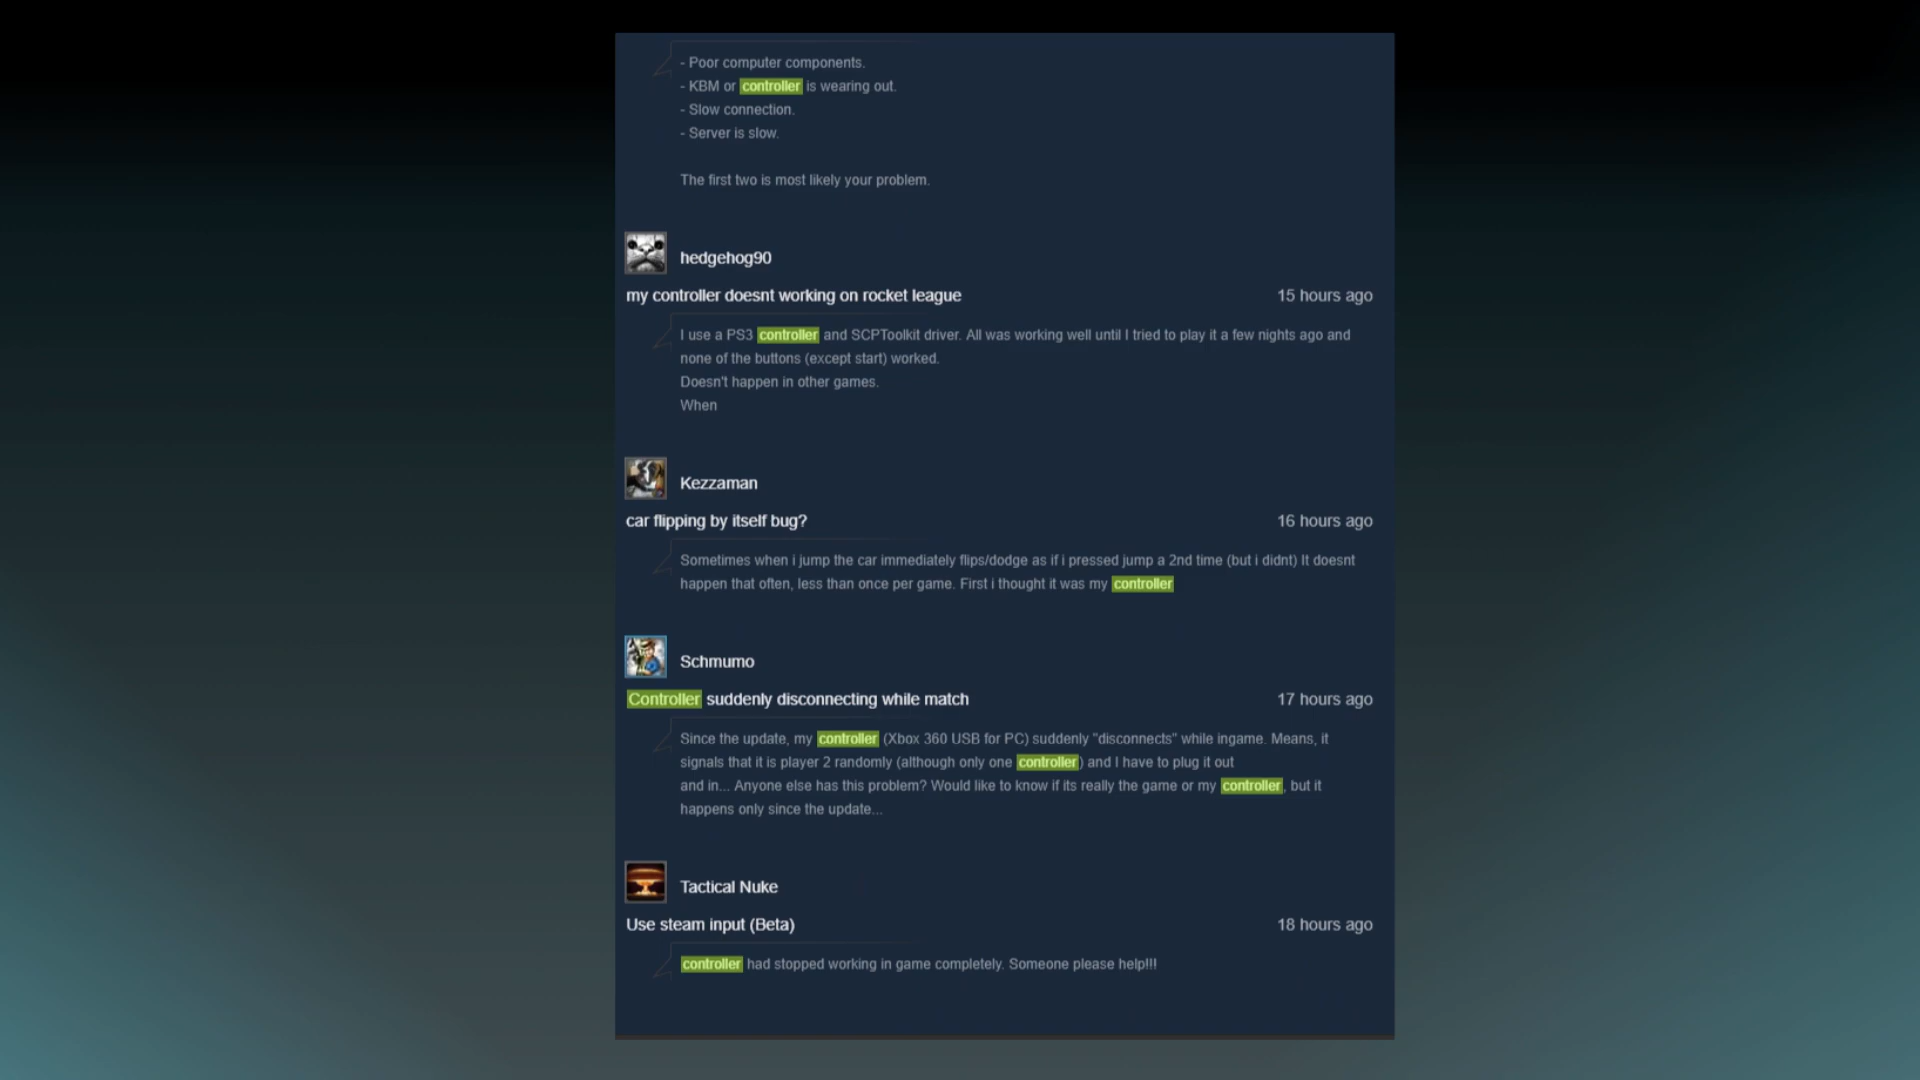 - Poor computer components.
- KBM or controller is wearing out.
- Slow connection.
- Server is slow.
The first two is most likely your problem.
hedgehog90
my controller doesnt working on rocket league 15 hours ago
I use a PS3 controller and SCPToolkit driver. All was working well until I tried to play it a few nights ago and
none of the buttons (except start) worked.
Doesn't happen in other games.
When
Kezzaman
car flipping by itself bug? 16 hours ago
Sometimes when i jump the car immediately flips/dodge as if i pressed jump a 2nd time (but i didnt) It doesnt
happen that often, less than once per game. First i thought it was my controller
Schmumo
Controller suddenly disconnecting while match 17 hours ago
Since the update, my controller (Xbox 360 USB for PC) suddenly "disconnects" while ingame. Means, it
signals that it is player 2 randomly (although only one controller) and I have to plug it out
and in... Anyone else has this problem? Would like to know if its really the game or my controller, but it
happens only since the update...
Tactical Nuke
Use steam input (Beta) 18 hours ago
controller had stopped working in game completely. Someone please help!!!